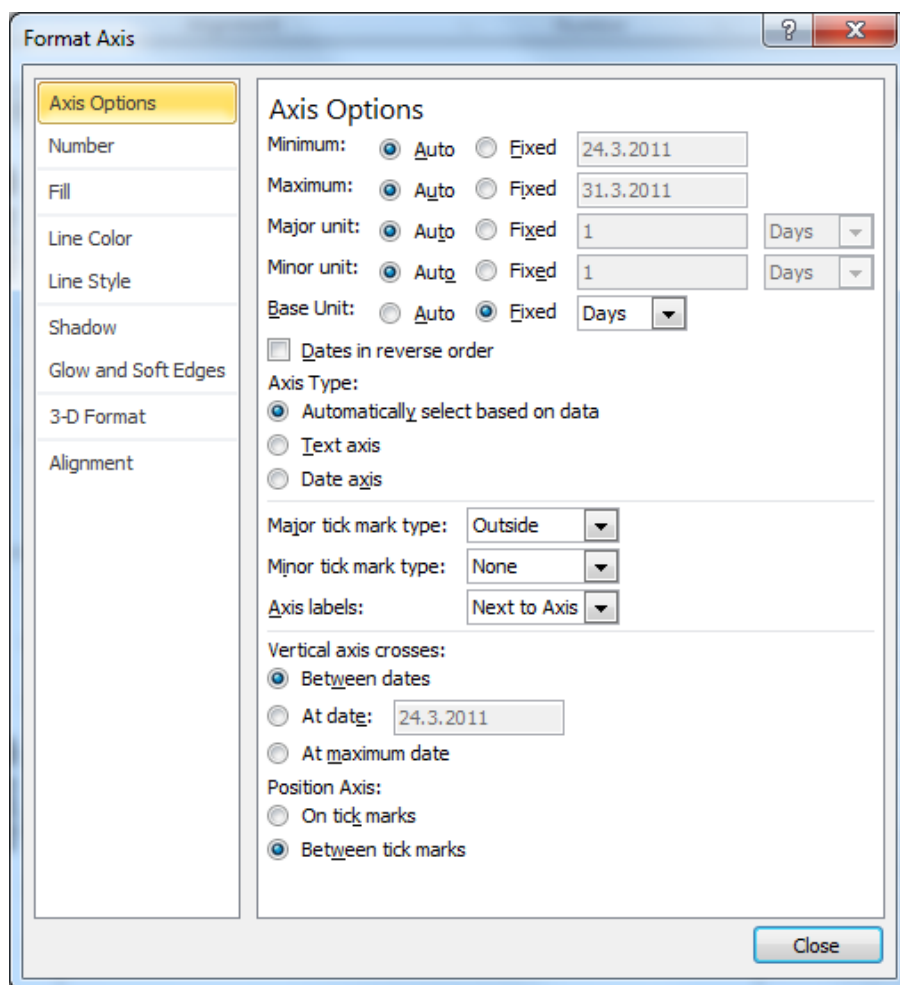 Format Axis
Axis Options
Number
Fill
Line Color
Line Style
Shadow
Glow and Soft Edges
3-D Format
Alignment
Axis Options
Minimum: Auto Fixed 24.3.2011
Maximum: Auto Fixed 31.3.2011
Major unit: Auto Fixed 1 Days
Minor unit: Auto Fixed 1 Days
Base Unit: Auto Fixed Days
Dates in reverse order
Axis Type:
Automatically select based on data
Text axis
Date axis
Major tick mark type: Outside
Minor tick mark type: None
Axis labels: Next to Axis
Vertical axis crosses:
Between dates
At date: 24.3.2011
At maximum date
Position Axis:
On tick marks
Between tick marks
Close